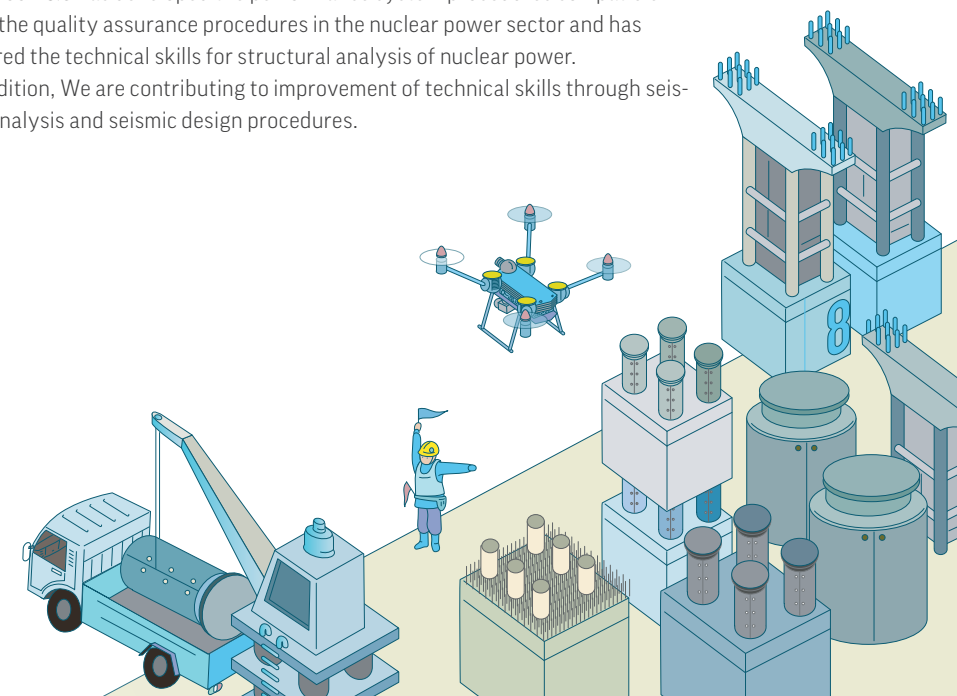 the quality assurance procedures in the nuclear power sector and has
red the technical skills for structural analysis of nuclear power.
dition, We are contributing to improvement of technical skills through seis-
nalysis and seismic design procedures.
8